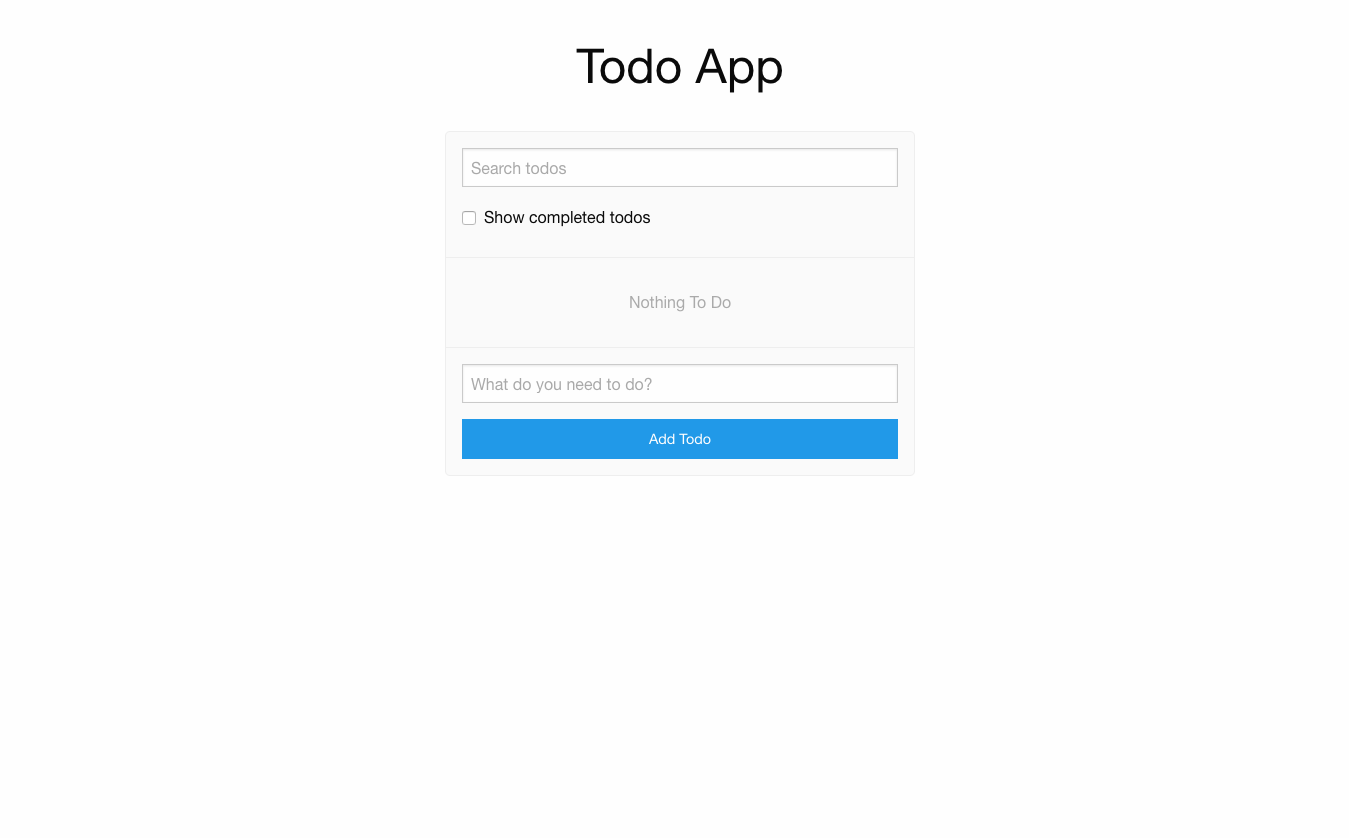 Todo App
Search todos
Show completed todos
Nothing To Do
What do you need to do?
Add Todo